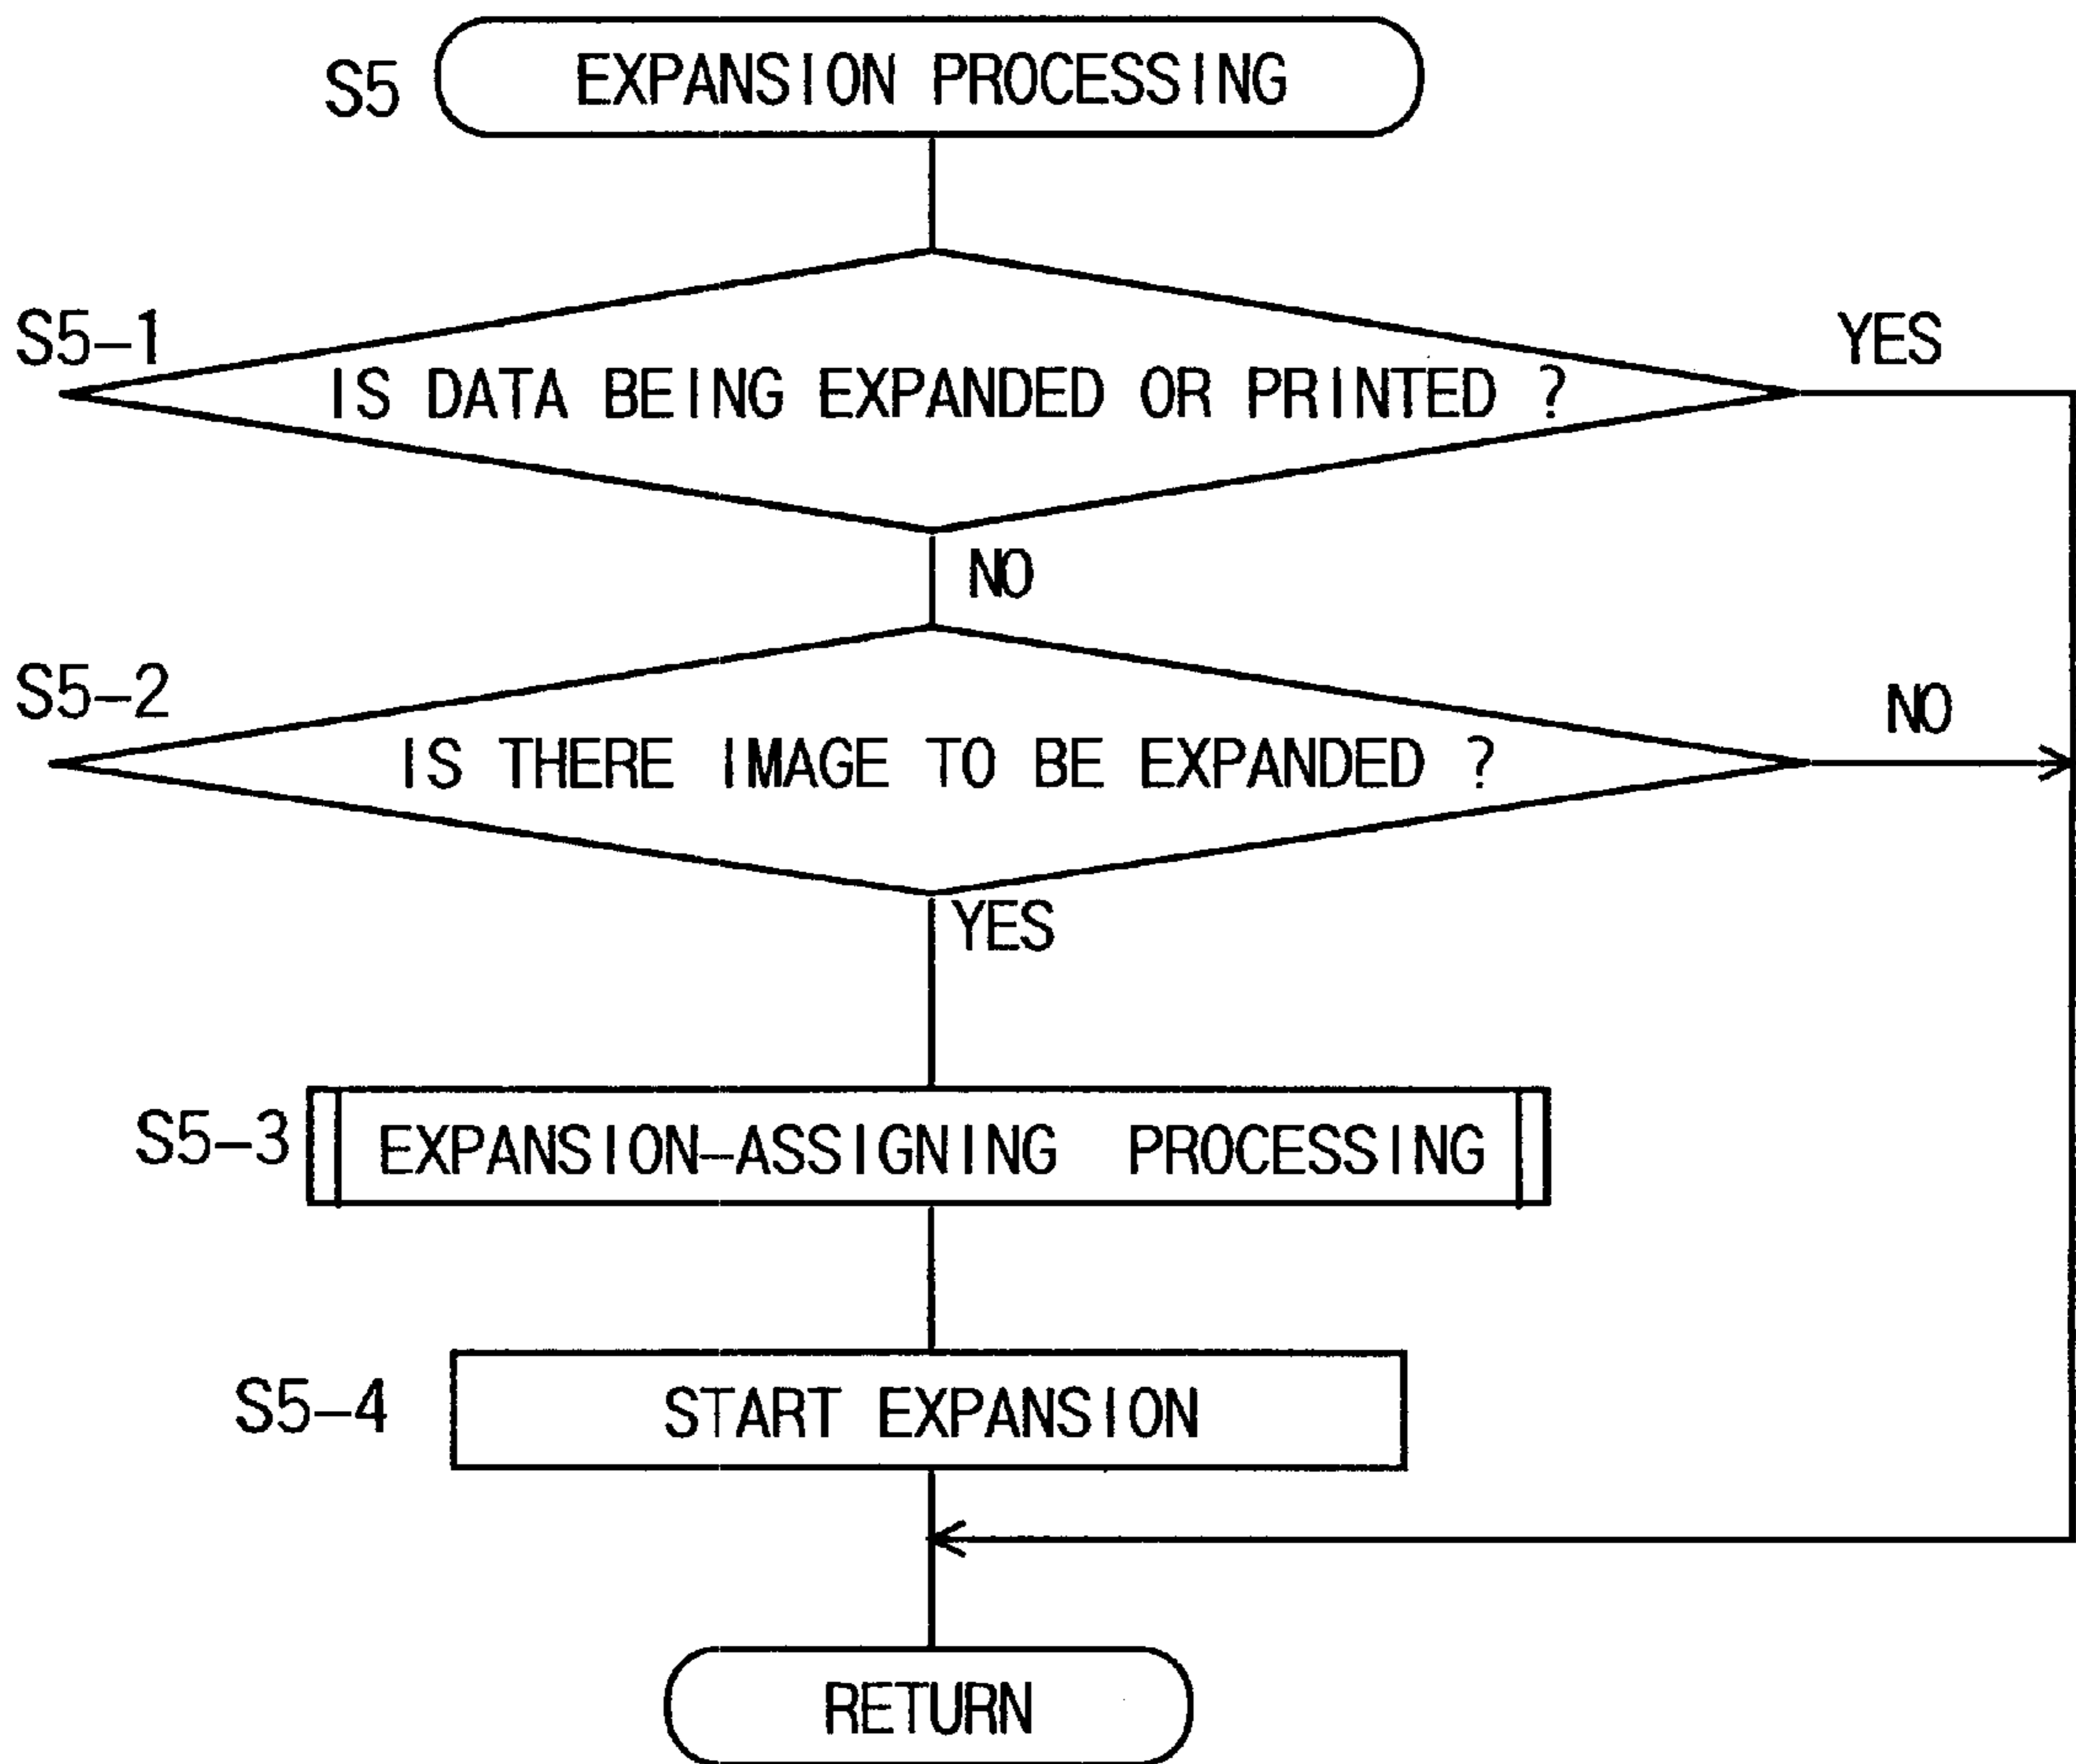 S5 EXPANSION PROCESSING
S5-1
YES
IS DATA BEING EXPANDED OR PRINTED ?
NO
S5-2
NO
IS THERE IMAGE TO BE EXPANDED ?
YES
S5-3 EXPANSION-ASSIGNING PROCESSING
S5-4 START EXPANSION
RETURN